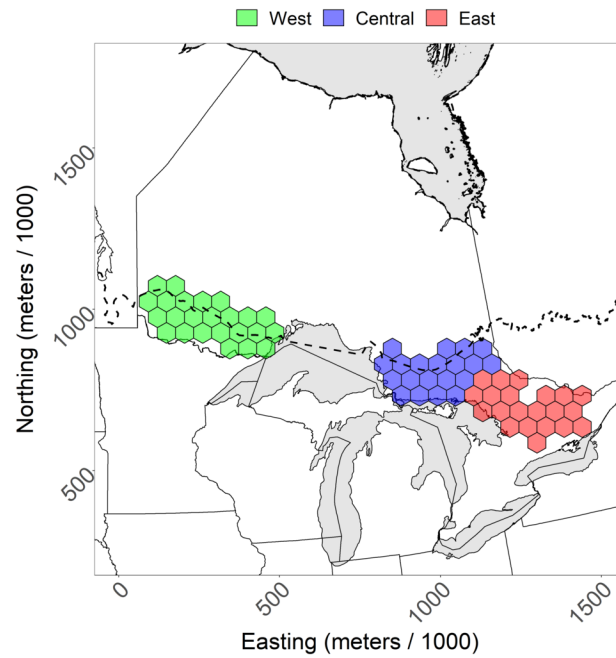 West Central East
1500
1000
500
Northing (meters / 1000)
0 500 1000 1500
Easting (meters / 1000)